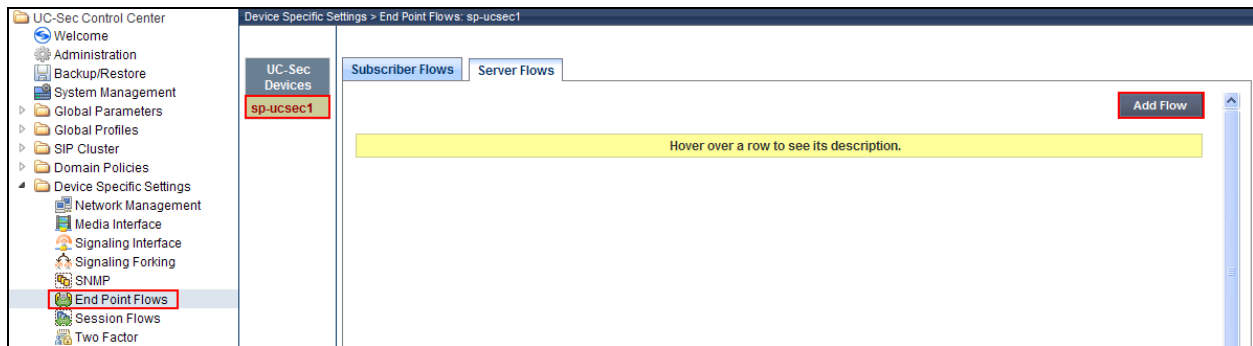 UC-Sec Control Center
Welcome
Administration
Backup/Restore
System Management
Global Parameters
Global Profiles
SIP Cluster
Domain Policies
Device Specific Settings
Network Management
Media Interface
Signaling Interface
Signaling Forking
SNMP
End Point Flows
Session Flows
Two Factor
Device Specific Settings > End Point Flows: sp-ucsec1
UC-Sec
Devices
sp-ucsec1
Subscriber Flows
Server Flows
Add Flow
Hover over a row to see its description.